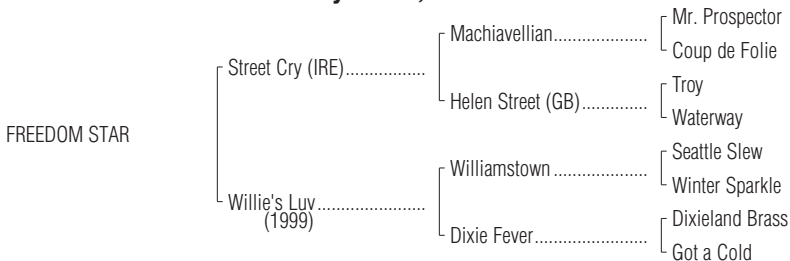 Mr. Prospector
Machiavellian....................
Coup de Folie
Street Cry (IRE).................
Troy
Helen Street (GB)..............
Waterway
FREEDOM STAR
Seattle Slew
Williamstown ....................
Winter Sparkle
Willie's Luv.......................
(1999)
Dixieland Brass
Dixie Fever........................
Got a Cold